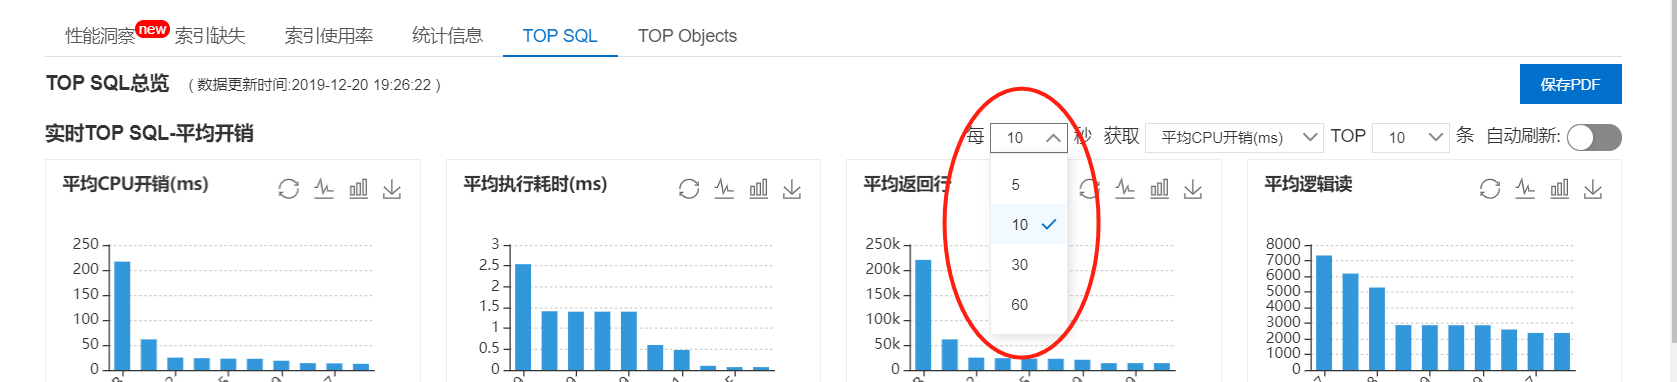 性能洞察 new 索引缺失 索引使用率 统计信息 TOP SQL TOP Objects
TOP SQL总览 ( 数据更新时间:2019-12-20 19:26:22 )
保存PDF
实时TOP SQL-平均开销
每 10 秒 获取 平均CPU开销(ms) TOP 10 条 自动刷新:
5
10
30
60
平均CPU开销(ms)
250
200
150
100
50
0
平均执行耗时(ms)
3
2.5
2
1.5
1
0.5
0
平均返回行
250k
200k
150k
100k
50k
0
平均逻辑读
8000
7000
6000
5000
4000
3000
2000
1000
0